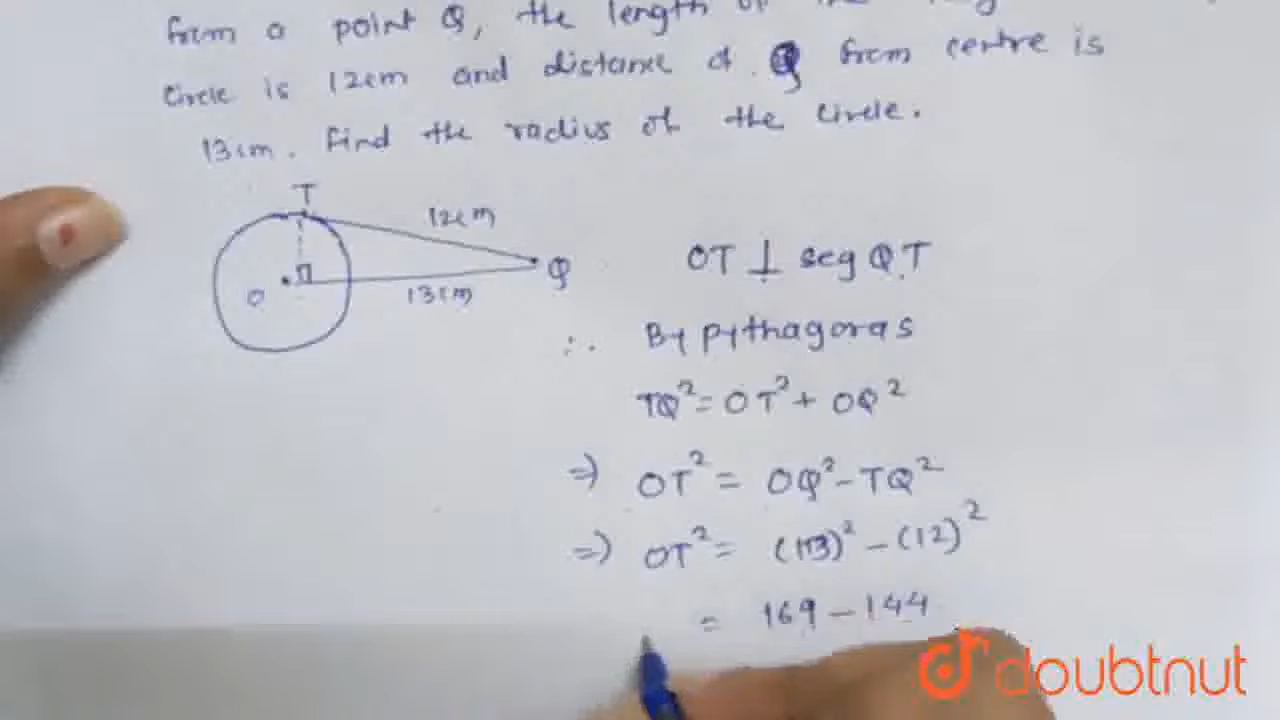 from a point Q, the length of the
circle is 12cm and distance of Q from centre is
13cm. Find the radius of the circle.
T
12cm
Q
O
13cm
OT ⊥ seg QT
∴ By pythagoras
TQ² = OT² + OQ²
⇒ OT² = OQ² - TQ²
⇒ OT² = (13)² - (12)²
= 169 - 144
doubtnut